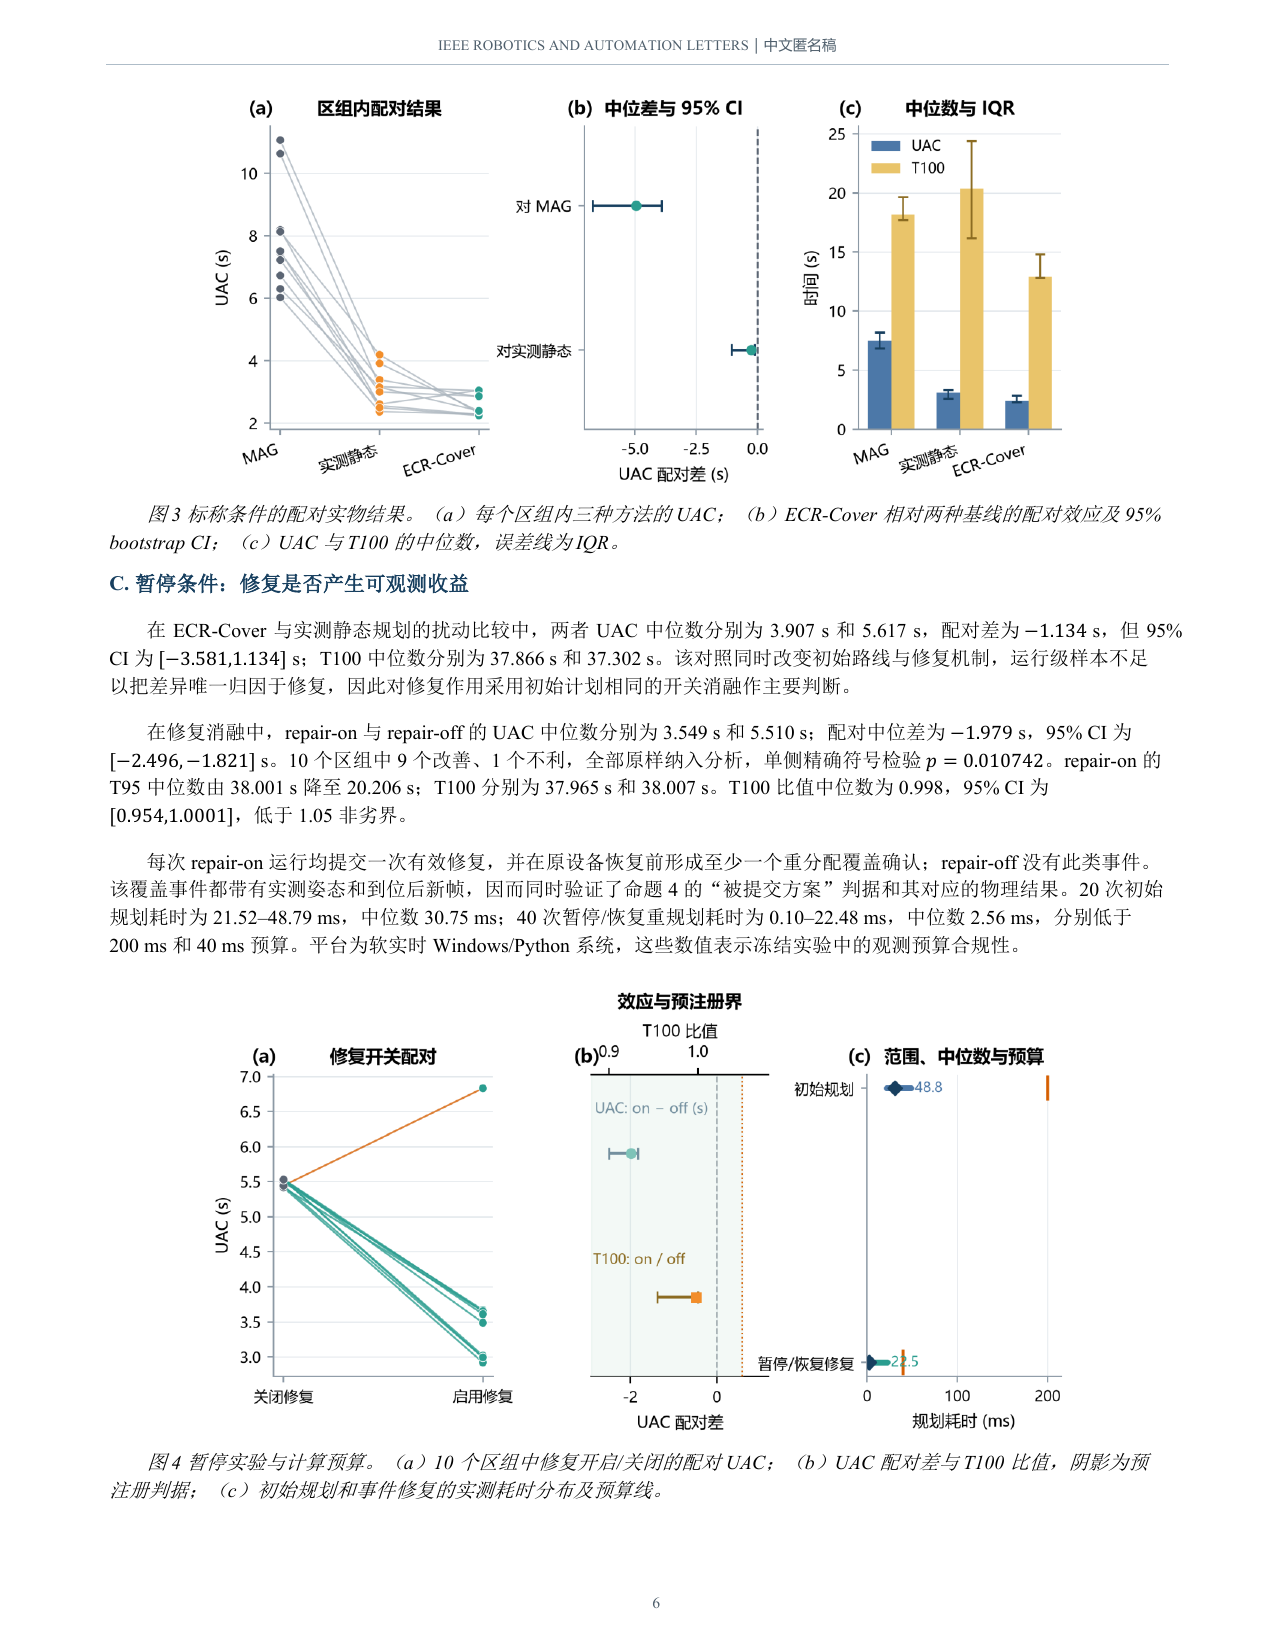 IEEE ROBOTICS AND AUTOMATION LETTERS | 中文匿名稿
(a) 区组内配对结果
UAC (s)
10
8
6
4
2
MAG
实测静态
ECR-Cover
(b) 中位差与 95% CI
对 MAG
对实测静态
-5.0
-2.5
0.0
UAC 配对差 (s)
(c) 中位数与 IQR
UAC
T100
时间 (s)
25
20
15
10
5
0
MAG
实测静态
ECR-Cover
图 3 标称条件的配对实物结果。（a）每个区组内三种方法的 UAC；（b）ECR-Cover 相对两种基线的配对效应及 95%
bootstrap CI；（c）UAC 与 T100 的中位数，误差线为 IQR。
C. 暂停条件：修复是否产生可观测收益
在 ECR-Cover 与实测静态规划的扰动比较中，两者 UAC 中位数分别为 3.907 s 和 5.617 s，配对差为 −1.134 s，但 95%
CI 为 [−3.581,1.134] s；T100 中位数分别为 37.866 s 和 37.302 s。该对照同时改变初始路线与修复机制，运行级样本不足
以把差异唯一归因于修复，因此对修复作用采用初始计划相同的开关消融作主要判断。
在修复消融中，repair-on 与 repair-off 的 UAC 中位数分别为 3.549 s 和 5.510 s；配对中位差为 −1.979 s，95% CI 为
[−2.496, −1.821] s。10 个区组中 9 个改善、1 个不利，全部原样纳入分析，单侧精确符号检验 p = 0.010742。repair-on 的
T95 中位数由 38.001 s 降至 20.206 s；T100 分别为 37.965 s 和 38.007 s。T100 比值中位数为 0.998，95% CI 为
[0.954,1.0001]，低于 1.05 非劣界。
每次 repair-on 运行均提交一次有效修复，并在原设备恢复前形成至少一个重分配覆盖确认；repair-off 没有此类事件。
该覆盖事件都带有实测姿态和到位后新帧，因而同时验证了命题 4 的“被提交方案”判据和其对应的物理结果。20 次初始
规划耗时为 21.52–48.79 ms，中位数 30.75 ms；40 次暂停/恢复重规划耗时为 0.10–22.48 ms，中位数 2.56 ms，分别低于
200 ms 和 40 ms 预算。平台为软实时 Windows/Python 系统，这些数值表示冻结实验中的观测预算合规性。
(a) 修复开关配对
UAC (s)
7.0
6.5
6.0
5.5
5.0
4.5
4.0
3.5
3.0
关闭修复
启用修复
效应与预注册界
T100 比值
(b)
0.9
1.0
UAC: on − off (s)
T100: on / off
-2
0
UAC 配对差
(c) 范围、中位数与预算
初始规划
48.8
暂停/恢复修复
22.5
0
100
200
规划耗时 (ms)
图 4 暂停实验与计算预算。（a）10 个区组中修复开启/关闭的配对 UAC；（b）UAC 配对差与 T100 比值，阴影为预
注册判据；（c）初始规划和事件修复的实测耗时分布及预算线。
6